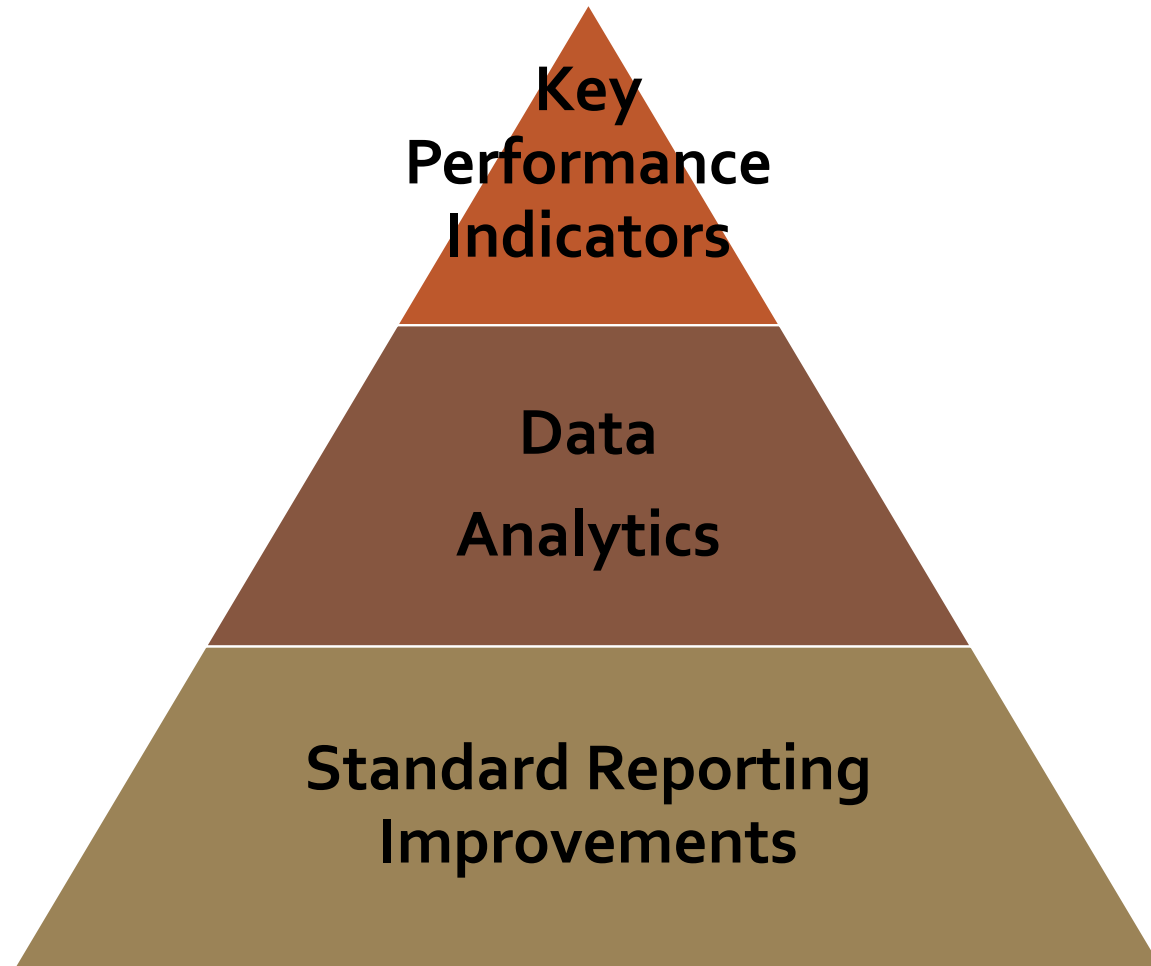 Key
Performance
Indicators
Data
Analytics
Standard Reporting
Improvements